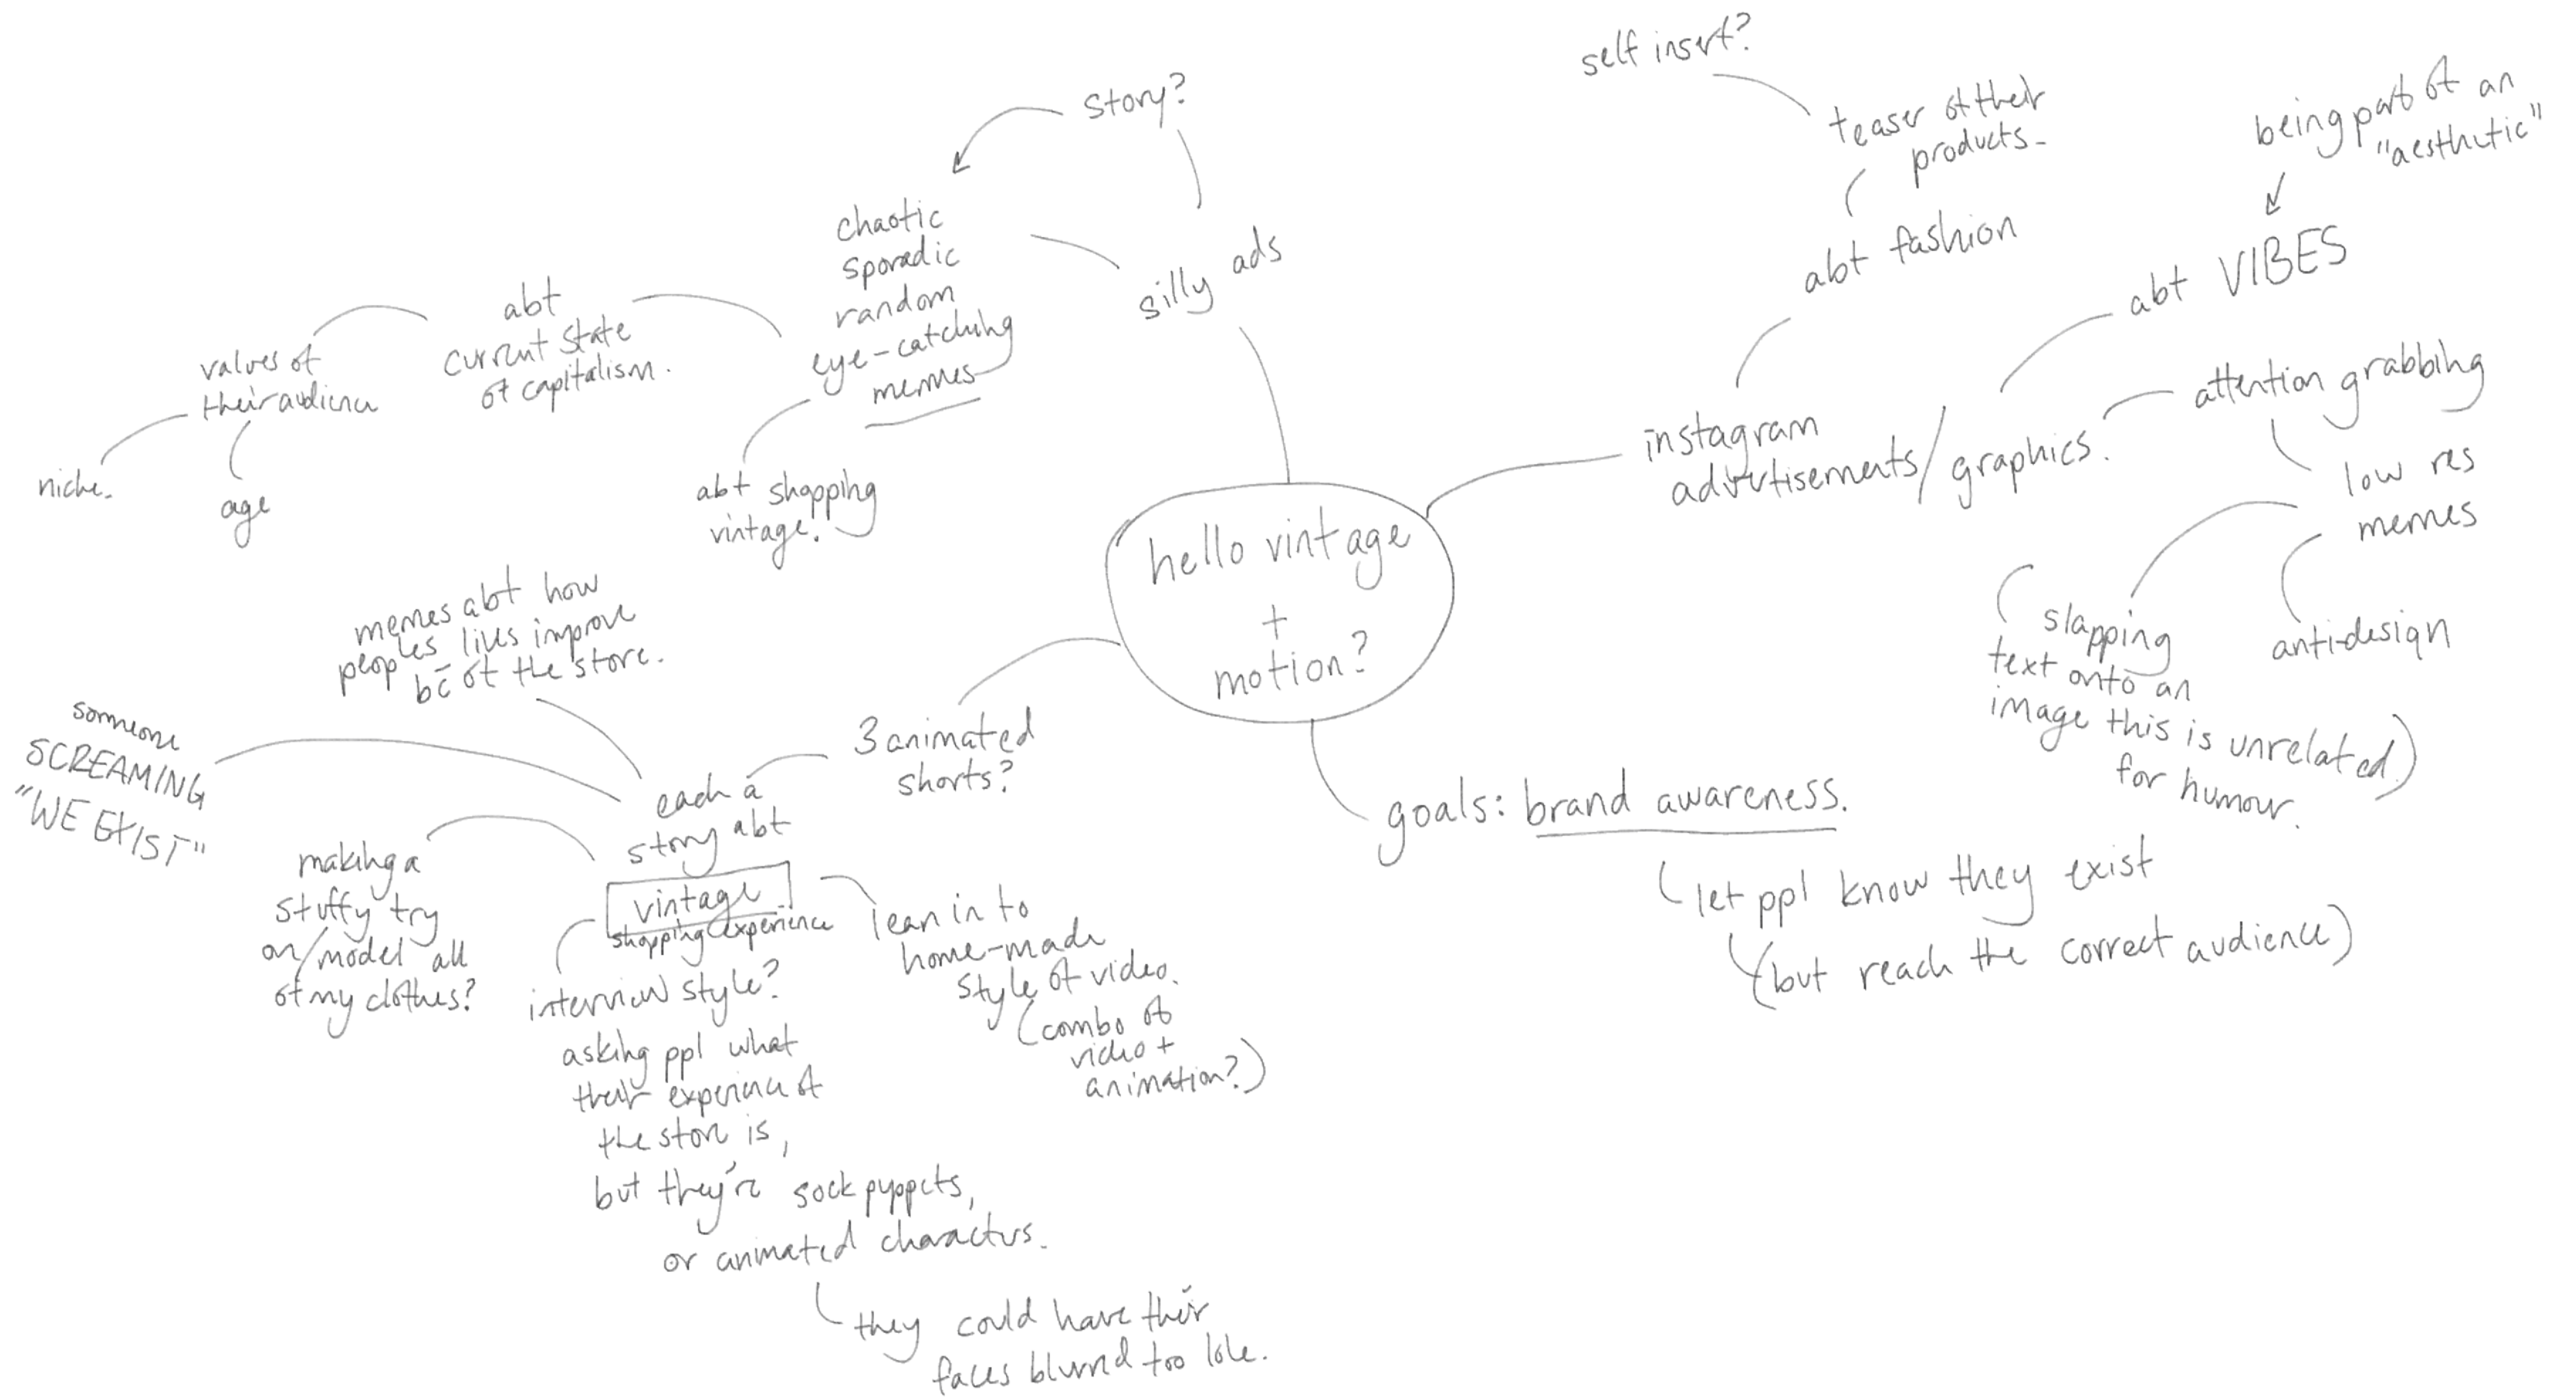 hello vintage
+
motion?
silly ads
story?
chaotic
sporadic
random
eye-catching
memes
abt shopping
vintage.
abt
current state
of capitalism.
values of
their audience
niche.
age
instagram
advertisements/graphics.
abt fashion
teaser of their
products.
self insert?
abt VIBES
being part of an
"aesthetic"
attention grabbing
low res
memes
anti-design
(slapping
text onto an
image this is unrelated)
for humour.
goals: brand awareness.
let ppl know they exist
(but reach the correct audience)
3 animated
shorts?
each a
story abt
vintage
shopping experience
memes abt how
peoples lives improve
bc of the store.
someone
SCREAMING
"WE EXIST"
making a
stuffy try
on/model all
of my clothes?
interview style?
asking ppl what
their experience of
the store is,
but they're sock puppets,
or animated characters.
they could have their
faces blurred too
lean in to
home-made
style of video.
(combo of
video +
animation?)